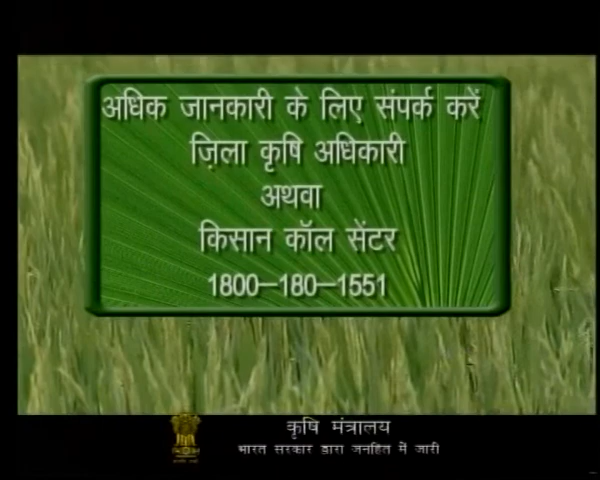 अधिक जानकारी के लिए संपर्क करें
ज़िला कृषि अधिकारी
अथवा
किसान कॉल सेंटर
1800–180–1551
कृषि मंत्रालय
भारत सरकार द्वारा जनहित में जारी